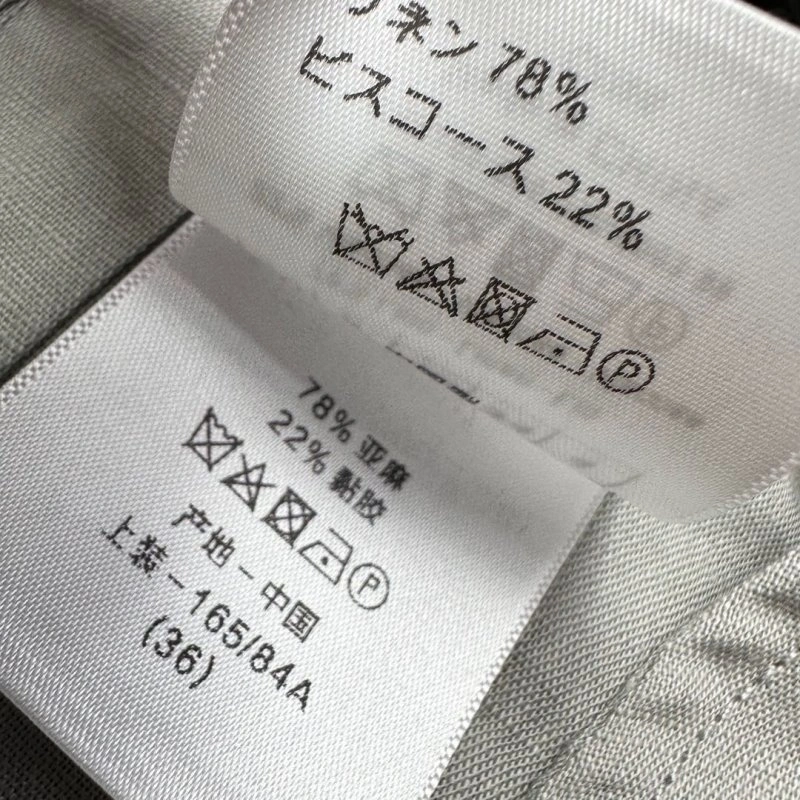 リネン 78%
ビスコース 22%
P
78% 亚麻
22% 黏胶
P
产地 - 中国
上装 - 165/84A
(36)